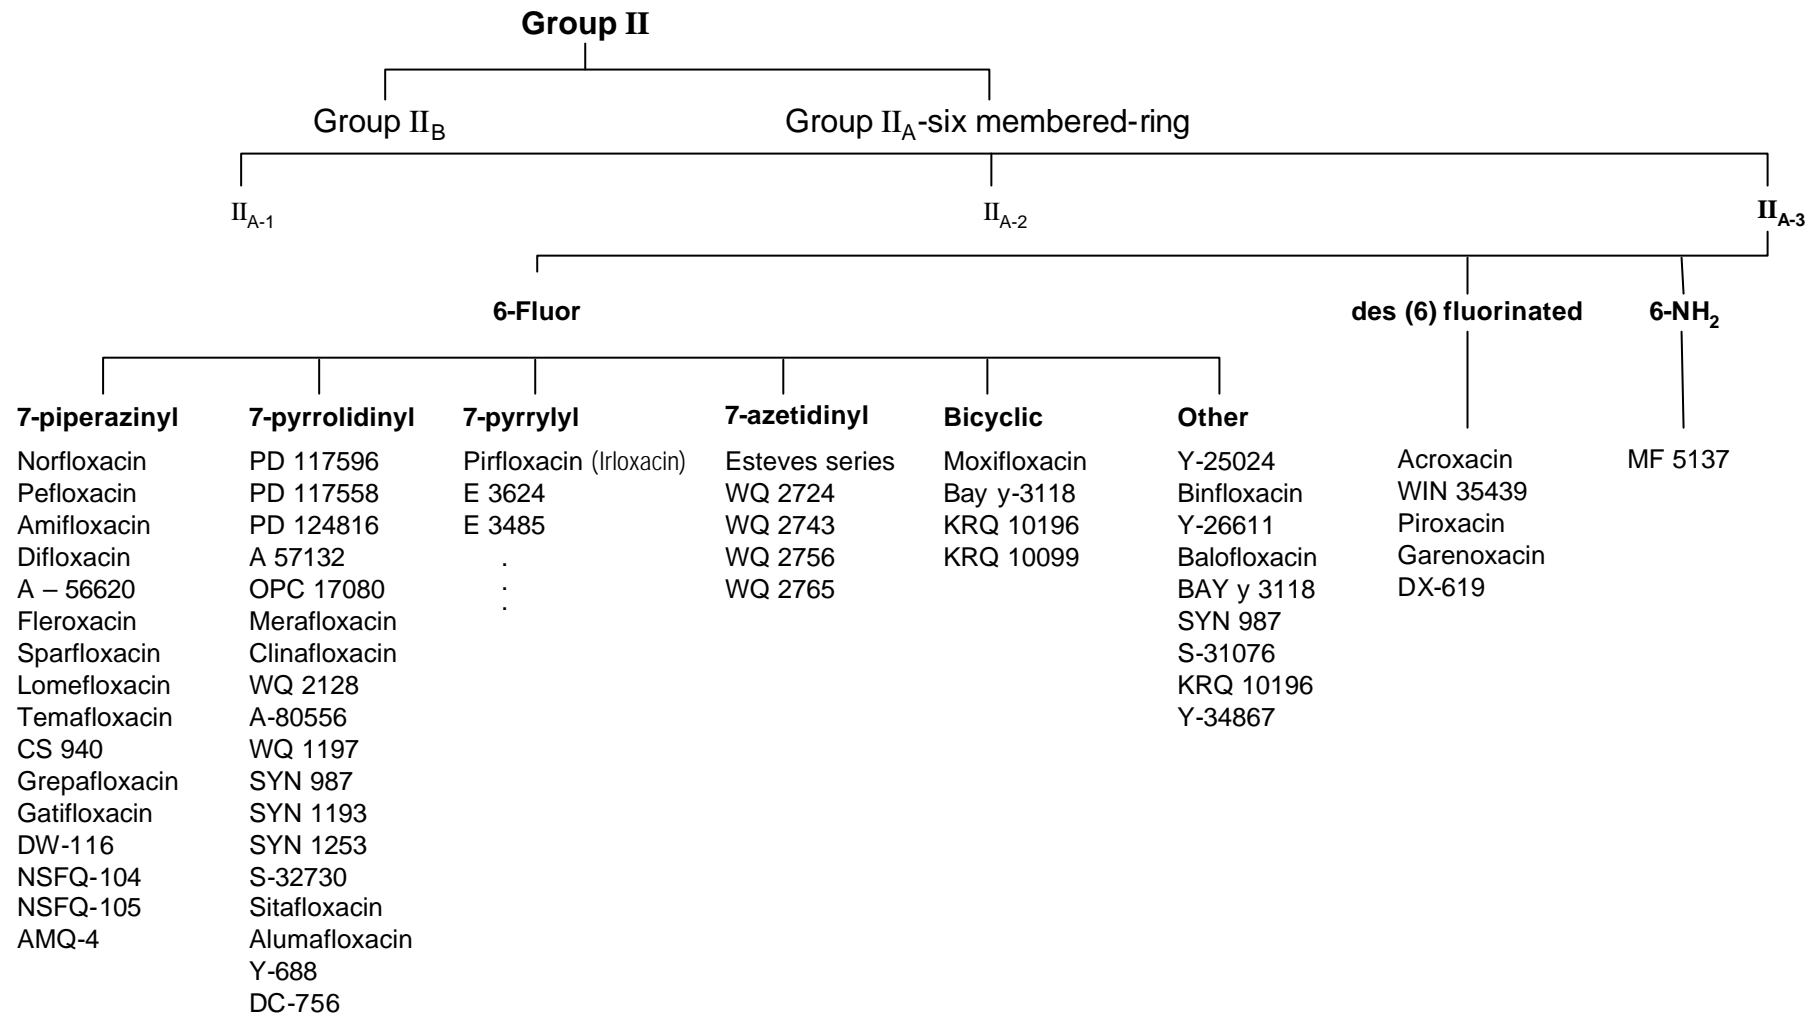 Group II
Group II_B
Group II_A-six membered-ring
II_A-1
II_A-2
II_A-3
6-Fluor
des (6) fluorinated
6-NH_2
7-piperazinyl
Norfloxacin
Pefloxacin
Amifloxacin
Difloxacin
A – 56620
Fleroxacin
Sparfloxacin
Lomefloxacin
Temafloxacin
CS 940
Grepafloxacin
Gatifloxacin
DW-116
NSFQ-104
NSFQ-105
AMQ-4
7-pyrrolidinyl
PD 117596
PD 117558
PD 124816
A 57132
OPC 17080
Merafloxacin
Clinafloxacin
WQ 2128
A-80556
WQ 1197
SYN 987
SYN 1193
SYN 1253
S-32730
Sitafloxacin
Alumafloxacin
Y-688
DC-756
7-pyrrylyl
Pirfloxacin (Irloxacin)
E 3624
E 3485
.
:
.
7-azetidinyl
Esteves series
WQ 2724
WQ 2743
WQ 2756
WQ 2765
Bicyclic
Moxifloxacin
Bay y-3118
KRQ 10196
KRQ 10099
Other
Y-25024
Binfloxacin
Y-26611
Balofloxacin
BAY y 3118
SYN 987
S-31076
KRQ 10196
Y-34867
Acroxacin
WIN 35439
Piroxacin
Garenoxacin
DX-619
MF 5137